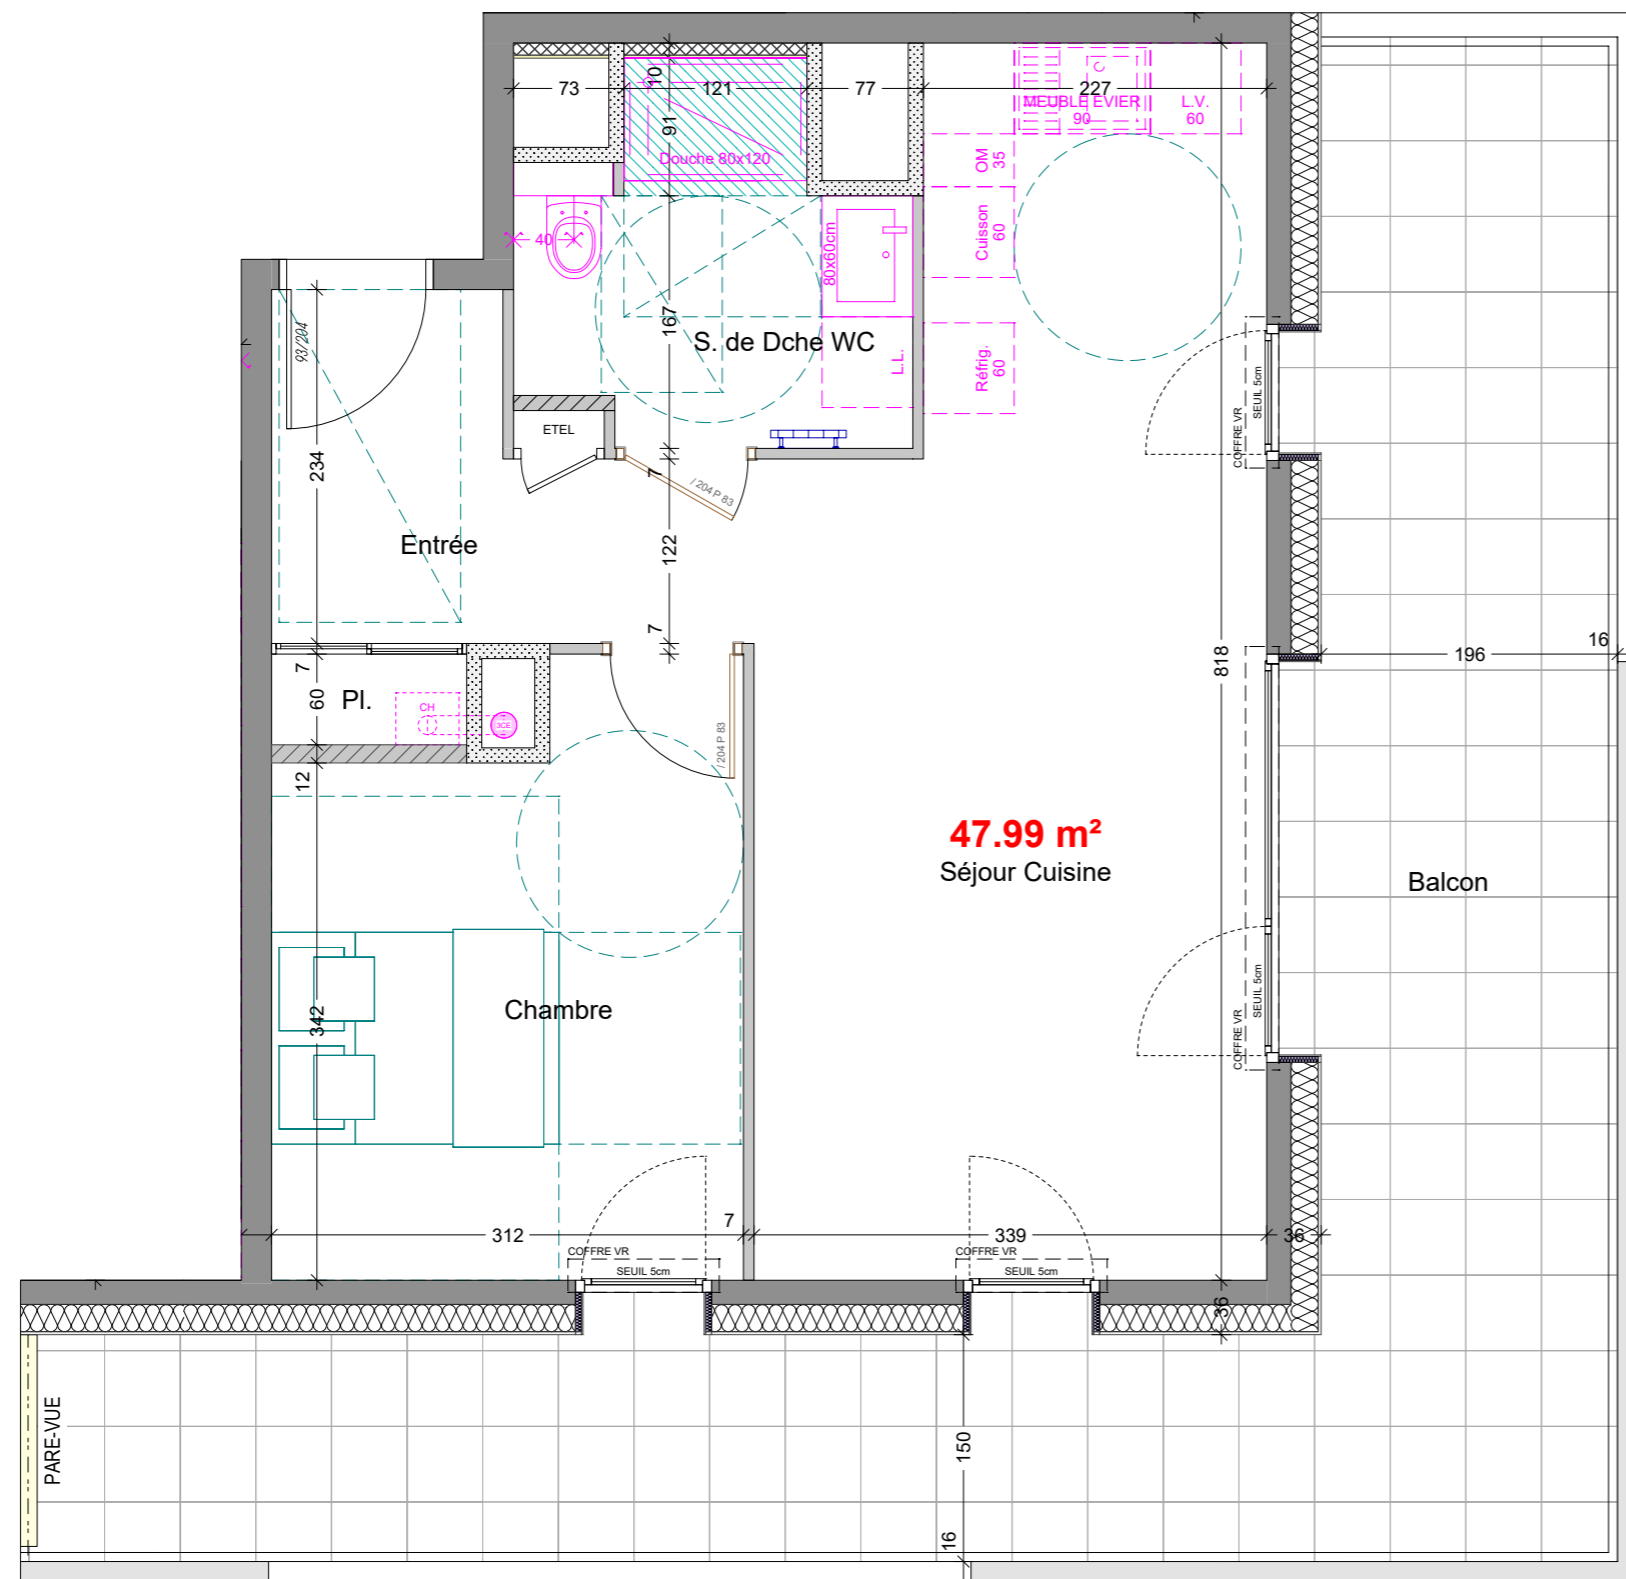 73
10
121
77
227
91
MEUBLE EVIER
90
L.V.
60
Douche 80x120
OM
35
Cuisson
60
40
80x60cm
167
S. de Dche WC
L.L.
Réfrig.
60
93/204
SEUIL 5cm
COFFRE VR
ETEL
234
7
/ 204 P 83
Entrée
122
7
818
196
16
7
60
Pl.
CH
3CE
/ 204 P 83
12
47.99 m²
Séjour Cuisine
Balcon
342
Chambre
SEUIL 5cm
COFFRE VR
312
7
339
36
COFFRE VR
SEUIL 5cm
COFFRE VR
SEUIL 5cm
36
PARE-VUE
150
16